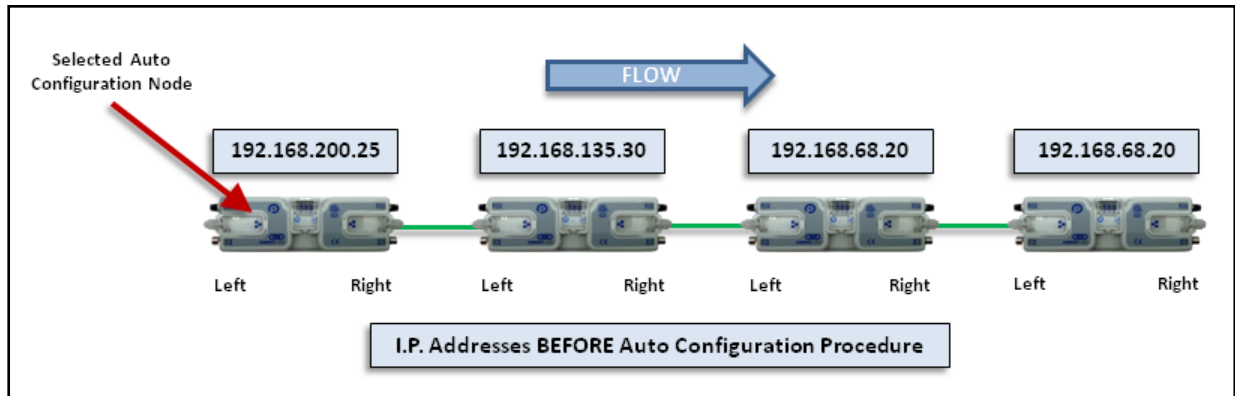 Selected Auto
Configuration Node
FLOW
192.168.200.25
192.168.135.30
192.168.68.20
192.168.68.20
Left
Right
Left
Right
Left
Right
Left
Right
I.P. Addresses BEFORE Auto Configuration Procedure